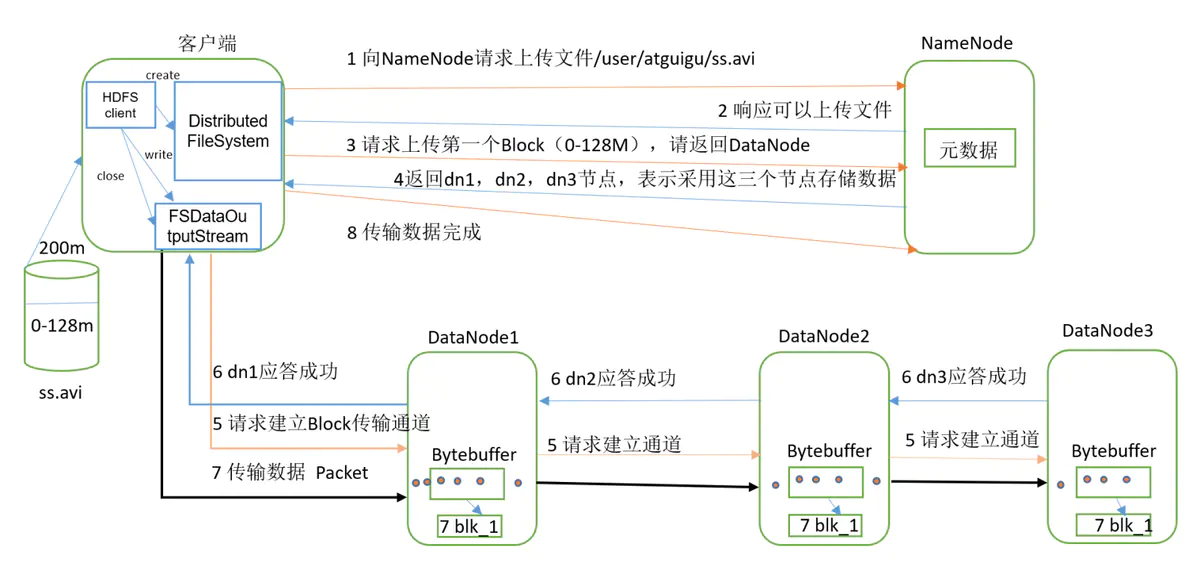 客户端
NameNode
1 向NameNode请求上传文件/user/atguigu/ss.avi
create
HDFS
client
Distributed
FileSystem
2 响应可以上传文件
元数据
write
3 请求上传第一个Block（0-128M），请返回DataNode
close
4返回dn1，dn2，dn3节点，表示采用这三个节点存储数据
FSDataOu
tputStream
8 传输数据完成
200m
0-128m
ss.avi
DataNode1
DataNode2
DataNode3
6 dn1应答成功
6 dn2应答成功
6 dn3应答成功
5 请求建立Block传输通道
5 请求建立通道
5 请求建立通道
Bytebuffer
Bytebuffer
Bytebuffer
7 传输数据 Packet
7 blk_1
7 blk_1
7 blk_1